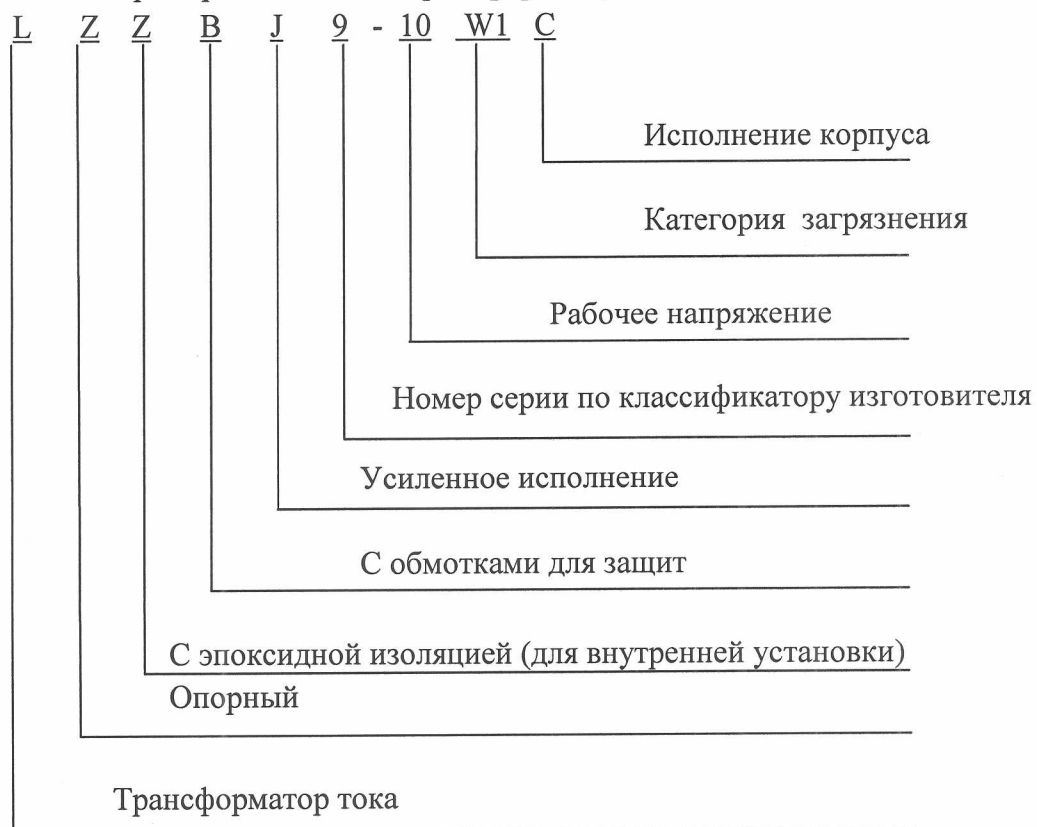 L Z Z B J 9 - 10 W1 C
Исполнение корпуса
Категория загрязнения
Рабочее напряжение
Номер серии по классификатору изготовителя
Усиленное исполнение
С обмотками для защит
С эпоксидной изоляцией (для внутренней установки)
Опорный
Трансформатор тока